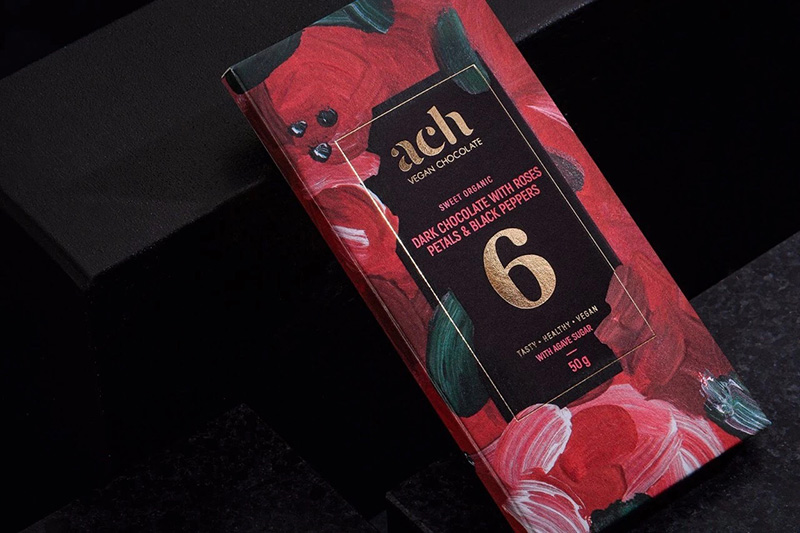 ach
VEGAN CHOCOLATE
SWEET ORGANIC
DARK CHOCOLATE WITH ROSES
PETALS & BLACK PEPPERS
6
TASTY • HEALTHY • VEGAN
WITH AGAVE SUGAR
50 g